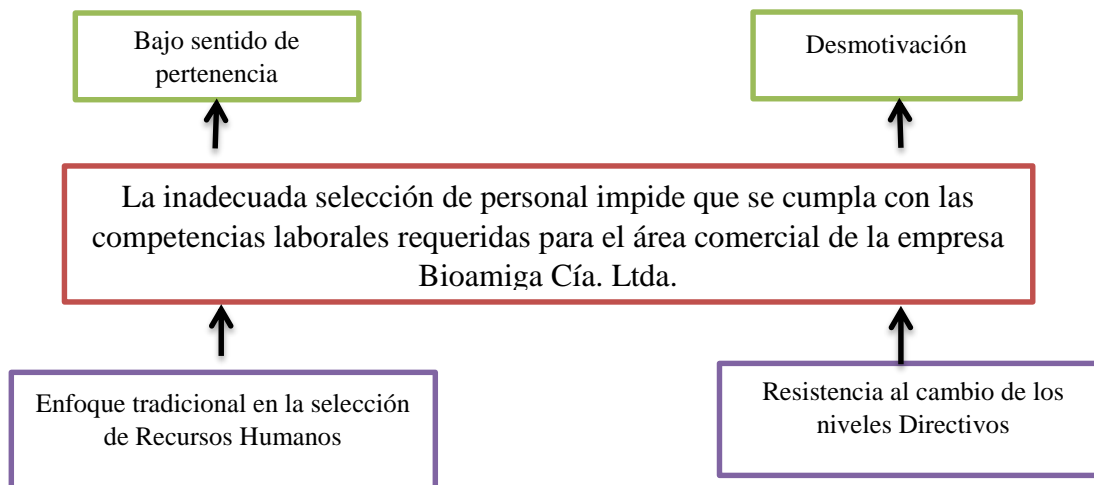 Bajo sentido de
pertenencia
Desmotivación
La inadecuada selección de personal impide que se cumpla con las
competencias laborales requeridas para el área comercial de la empresa
Bioamiga Cía. Ltda.
Enfoque tradicional en la selección
de Recursos Humanos
Resistencia al cambio de los
niveles Directivos